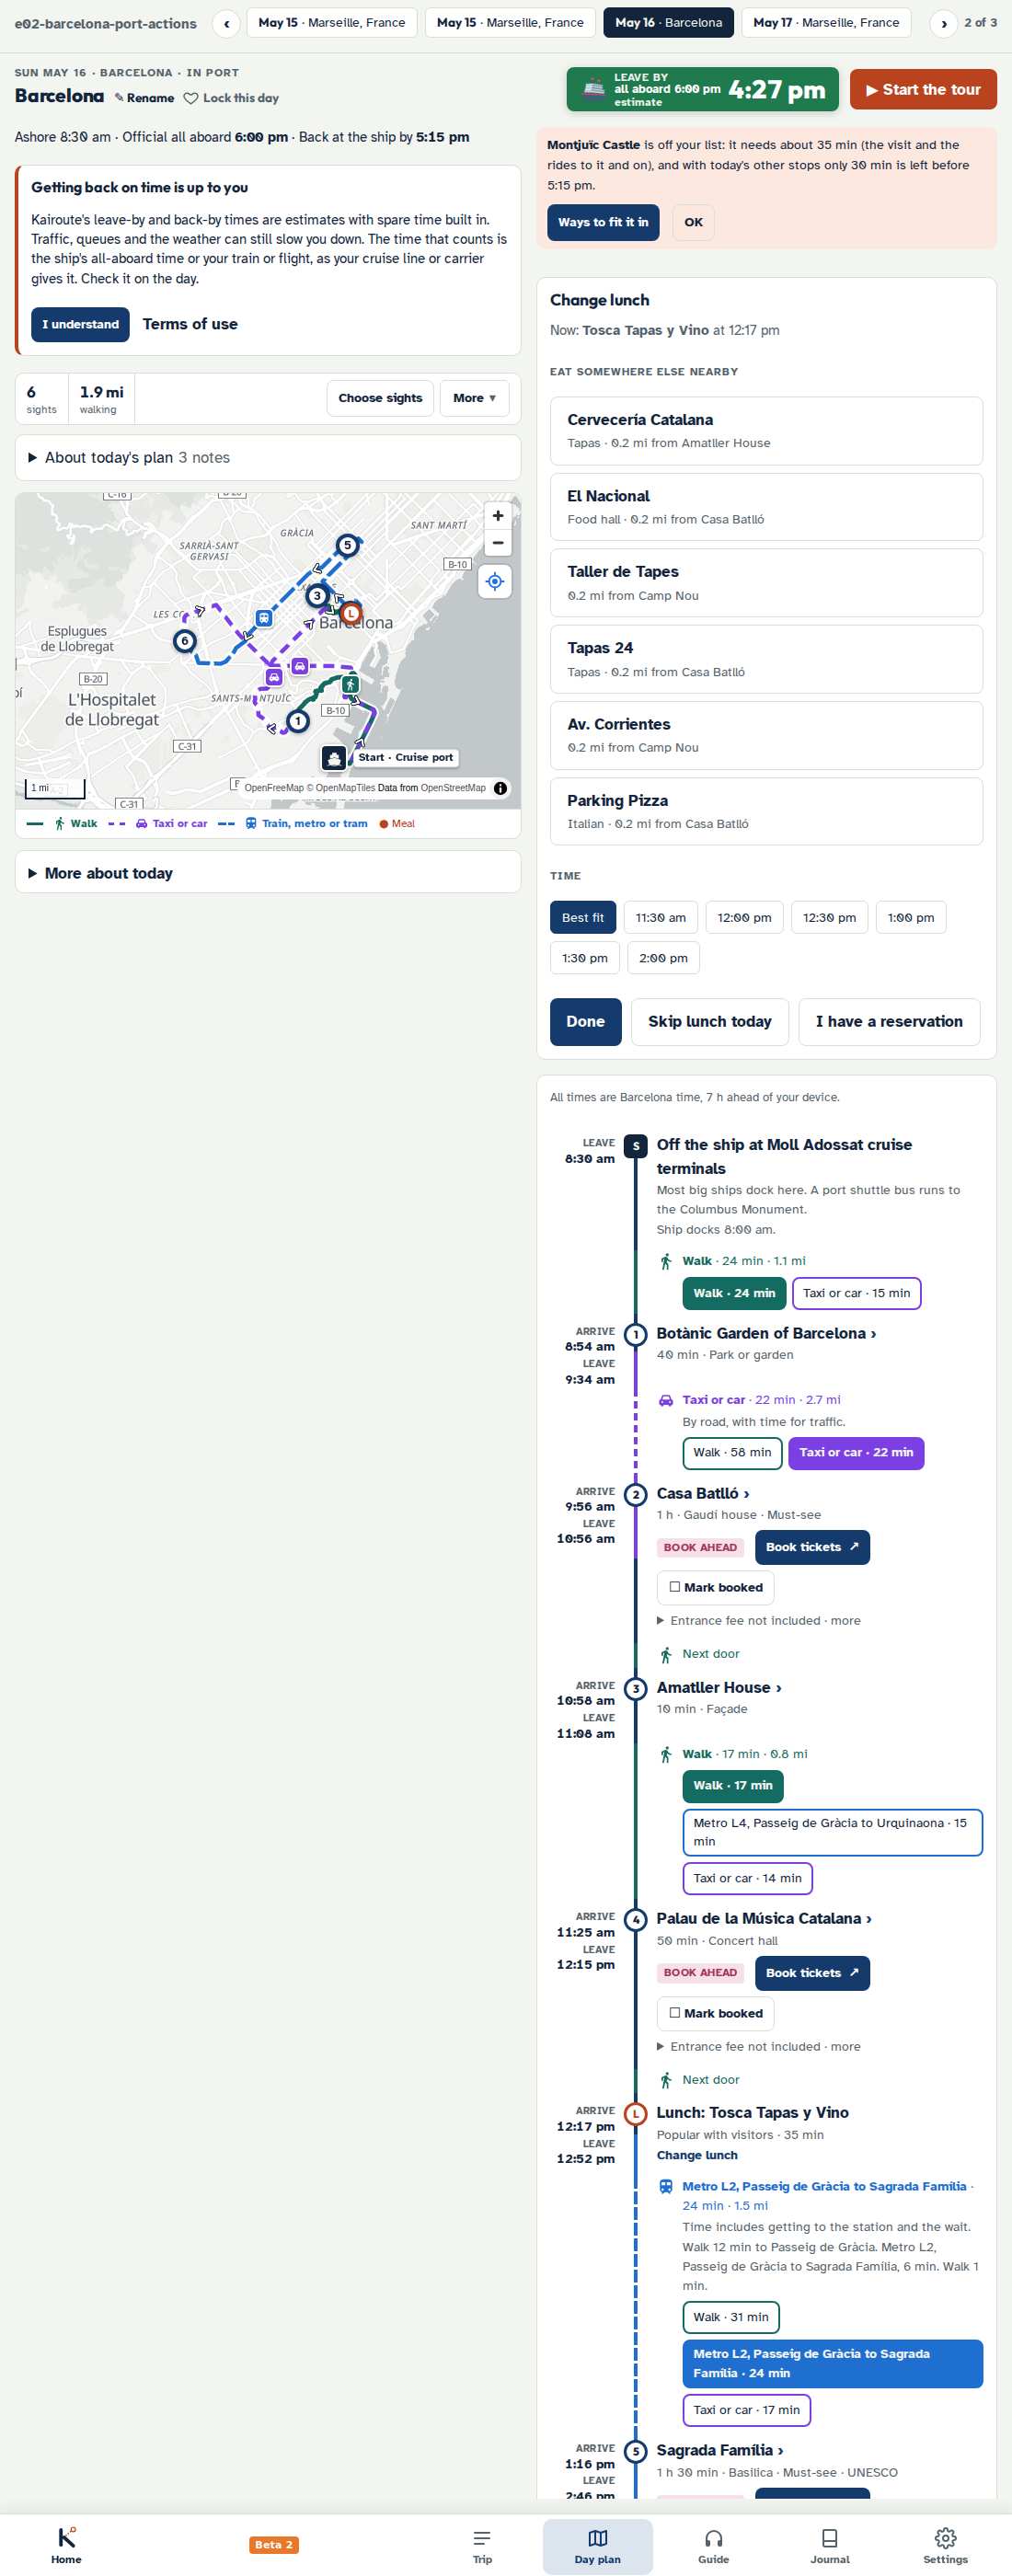 e02-barcelona-port-actions
‹
May 15 · Marseille, France
May 15 · Marseille, France
May 16 · Barcelona
May 17 · Marseille, France
›
2 of 3
SUN MAY 16 · BARCELONA · IN PORT
Barcelona
✎ Rename
Lock this day
LEAVE BY
all aboard 6:00 pm
estimate
4:27 pm
▶ Start the tour
Ashore 8:30 am · Official all aboard 6:00 pm · Back at the ship by 5:15 pm
Getting back on time is up to you
Kairoute's leave-by and back-by times are estimates with spare time built in.
Traffic, queues and the weather can still slow you down. The time that counts is
the ship's all-aboard time or your train or flight, as your cruise line or carrier
gives it. Check it on the day.
I understand
Terms of use
6
sights
1.9 mi
walking
Choose sights
More ▾
▶ About today's plan 3 notes
C-16
SANT MARTÍ
GRÀCIA
SARRIÀ-SANT
GERVASI
B-10
+
−
5
3
L
Barcelona
LES CO
6
Esplugues
de Llobregat
B-20
L'Hospitalet
de Llobregat
SANTS-MONTJUÏC
B-10
1
C-31
Start · Cruise port
1 mi
OpenFreeMap © OpenMapTiles Data from OpenStreetMap
C-31
Walk
Taxi or car
Train, metro or tram
Meal
▶ More about today
Montjuïc Castle is off your list: it needs about 35 min (the visit and the
rides to it and on), and with today's other stops only 30 min is left before
5:15 pm.
Ways to fit it in
OK
Change lunch
Now: Tosca Tapas y Vino at 12:17 pm
EAT SOMEWHERE ELSE NEARBY
Cervecería Catalana
Tapas · 0.2 mi from Amatller House
El Nacional
Food hall · 0.2 mi from Casa Batlló
Taller de Tapes
0.2 mi from Camp Nou
Tapas 24
Tapas · 0.2 mi from Casa Batlló
Av. Corrientes
0.2 mi from Camp Nou
Parking Pizza
Italian · 0.2 mi from Casa Batlló
TIME
Best fit
11:30 am
12:00 pm
12:30 pm
1:00 pm
1:30 pm
2:00 pm
Done
Skip lunch today
I have a reservation
All times are Barcelona time, 7 h ahead of your device.
LEAVE
8:30 am
S
Off the ship at Moll Adossat cruise
terminals
Most big ships dock here. A port shuttle bus runs to
the Columbus Monument.
Ship docks 8:00 am.
Walk · 24 min · 1.1 mi
Walk · 24 min
Taxi or car · 15 min
ARRIVE
8:54 am
LEAVE
9:34 am
1
Botànic Garden of Barcelona ›
40 min · Park or garden
Taxi or car · 22 min · 2.7 mi
By road, with time for traffic.
Walk · 58 min
Taxi or car · 22 min
ARRIVE
9:56 am
LEAVE
10:56 am
2
Casa Batlló ›
1 h · Gaudí house · Must-see
BOOK AHEAD
Book tickets ↗
☐ Mark booked
▶ Entrance fee not included · more
Next door
ARRIVE
10:58 am
LEAVE
11:08 am
3
Amatller House ›
10 min · Façade
Walk · 17 min · 0.8 mi
Walk · 17 min
Metro L4, Passeig de Gràcia to Urquinaona · 15
min
Taxi or car · 14 min
ARRIVE
11:25 am
LEAVE
12:15 pm
4
Palau de la Música Catalana ›
50 min · Concert hall
BOOK AHEAD
Book tickets ↗
☐ Mark booked
▶ Entrance fee not included · more
Next door
ARRIVE
12:17 pm
LEAVE
12:52 pm
L
Lunch: Tosca Tapas y Vino
Popular with visitors · 35 min
Change lunch
Metro L2, Passeig de Gràcia to Sagrada Família ·
24 min · 1.5 mi
Time includes getting to the station and the wait.
Walk 12 min to Passeig de Gràcia. Metro L2,
Passeig de Gràcia to Sagrada Família, 6 min. Walk 1
min.
Walk · 31 min
Metro L2, Passeig de Gràcia to Sagrada
Família · 24 min
Taxi or car · 17 min
ARRIVE
1:16 pm
LEAVE
2:46 pm
5
Sagrada Família ›
1 h 30 min · Basilica · Must-see · UNESCO
Home
Beta 2
Trip
Day plan
Guide
Journal
Settings